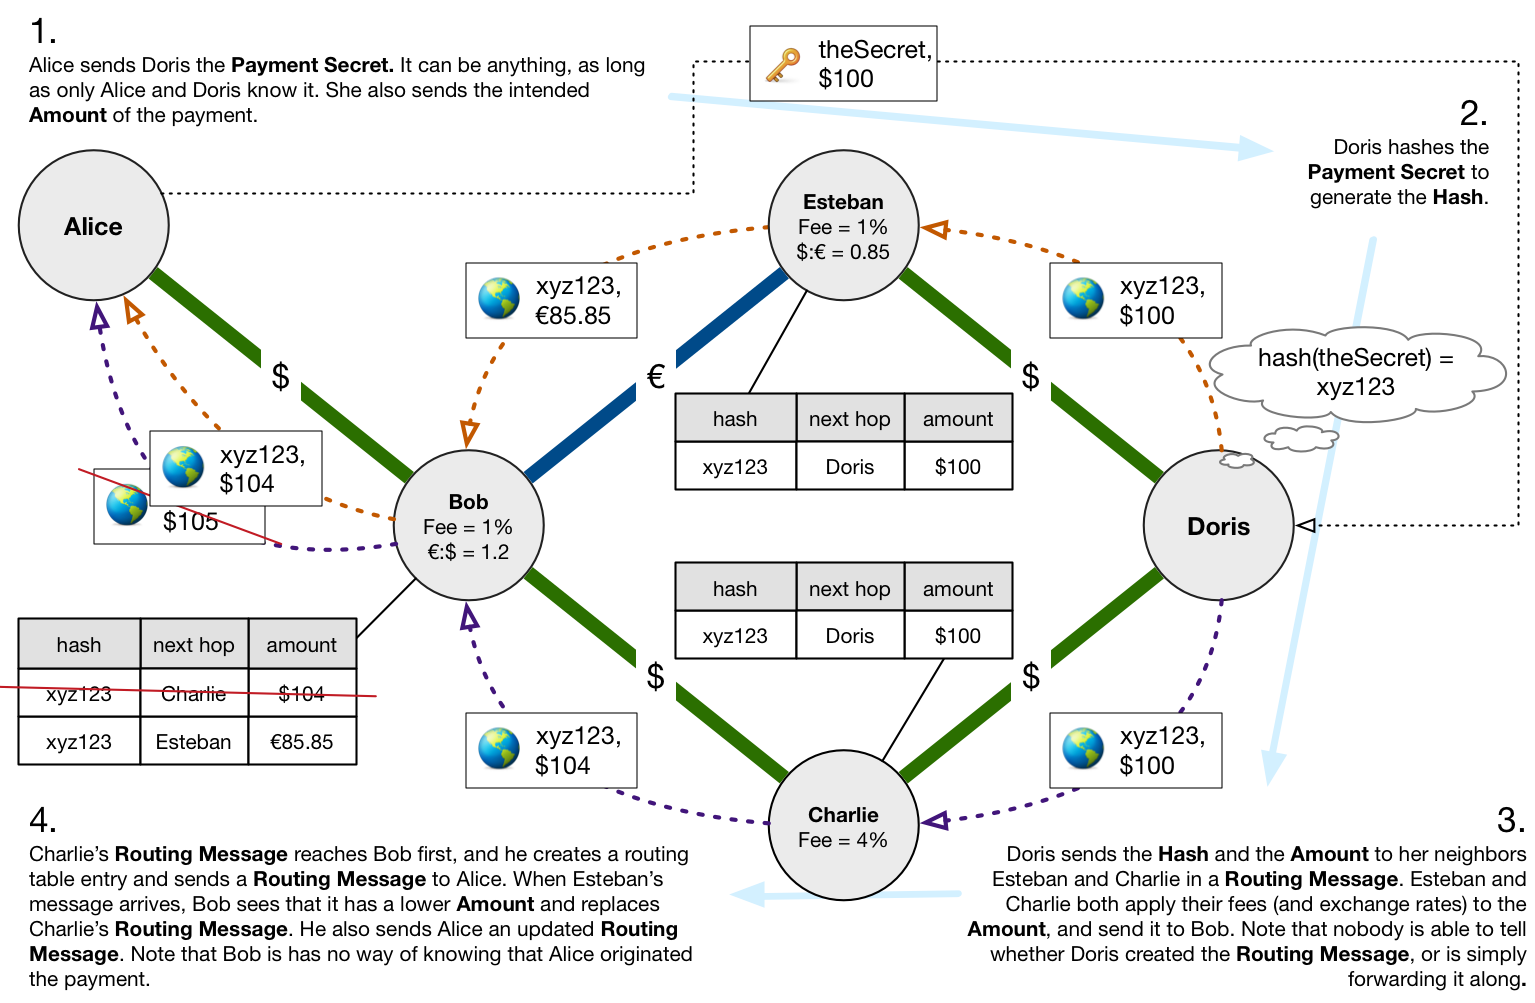 1.
Alice sends Doris the Payment Secret. It can be anything, as long
as only Alice and Doris know it. She also sends the intended
Amount of the payment.
theSecret,
$100
2.
Doris hashes the
Payment Secret to
generate the Hash.
Alice
Esteban
Fee = 1%
$:€ = 0.85
xyz123,
€85.85
xyz123,
$100
hash(theSecret) =
xyz123
$
€
$
hash next hop amount
xyz123 Doris $100
xyz123,
$104
$105
Bob
Fee = 1%
€:$ = 1.2
Doris
hash next hop amount
xyz123 Doris $100
hash next hop amount
xyz123 Charlie $104
xyz123 Esteban €85.85
$
$
xyz123,
$104
xyz123,
$100
Charlie
Fee = 4%
4.
Charlie’s Routing Message reaches Bob first, and he creates a routing
table entry and sends a Routing Message to Alice. When Esteban’s
message arrives, Bob sees that it has a lower Amount and replaces
Charlie’s Routing Message. He also sends Alice an updated Routing
Message. Note that Bob is has no way of knowing that Alice originated
the payment.
3.
Doris sends the Hash and the Amount to her neighbors
Esteban and Charlie in a Routing Message. Esteban and
Charlie both apply their fees (and exchange rates) to the
Amount, and send it to Bob. Note that nobody is able to tell
whether Doris created the Routing Message, or is simply
forwarding it along.